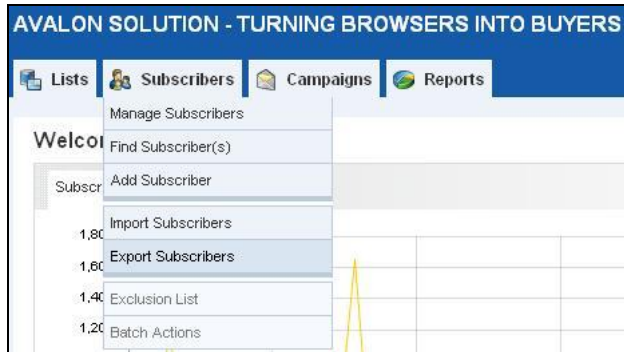 AVALON SOLUTION - TURNING BROWSERS INTO BUYERS
Lists Subscribers Campaigns Reports
Manage Subscribers
Find Subscriber(s)
Add Subscriber
Import Subscribers
Export Subscribers
Exclusion List
Batch Actions